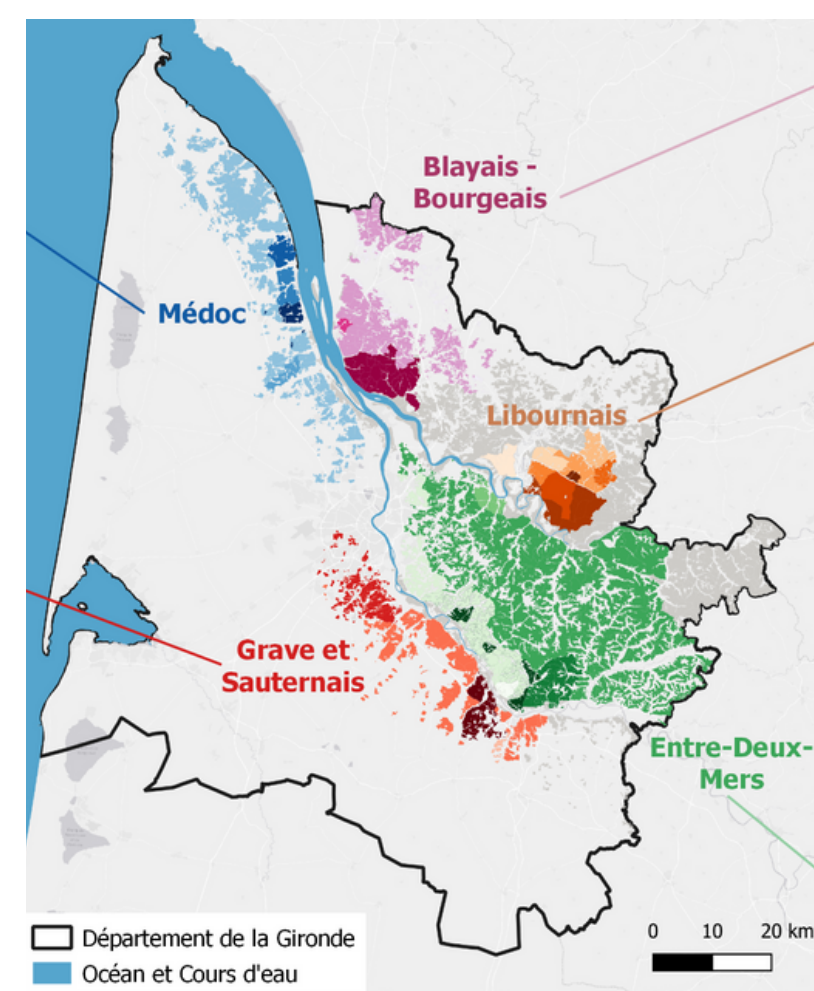 Blayais -
Bourgeais
Médoc
Libournais
Grave et
Sauternais
Entre-Deux-
Mers
Département de la Gironde
Océan et Cours d'eau
0 10 20 km